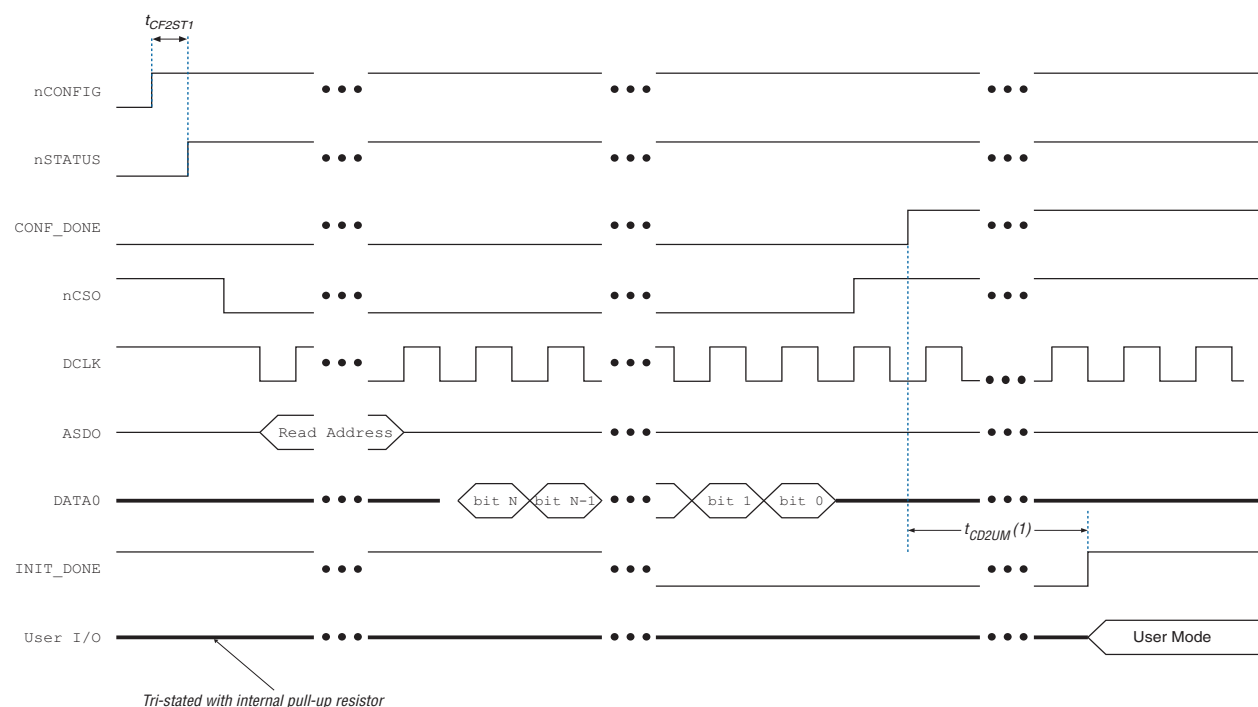 tCF2ST1
nCONFIG
nSTATUS
CONF_DONE
nCSO
DCLK
ASDO
Read Address
DATA0
bit N
bit N-1
bit 1
bit 0
tCD2UM (1)
INIT_DONE
User I/O
User Mode
Tri-stated with internal pull-up resistor